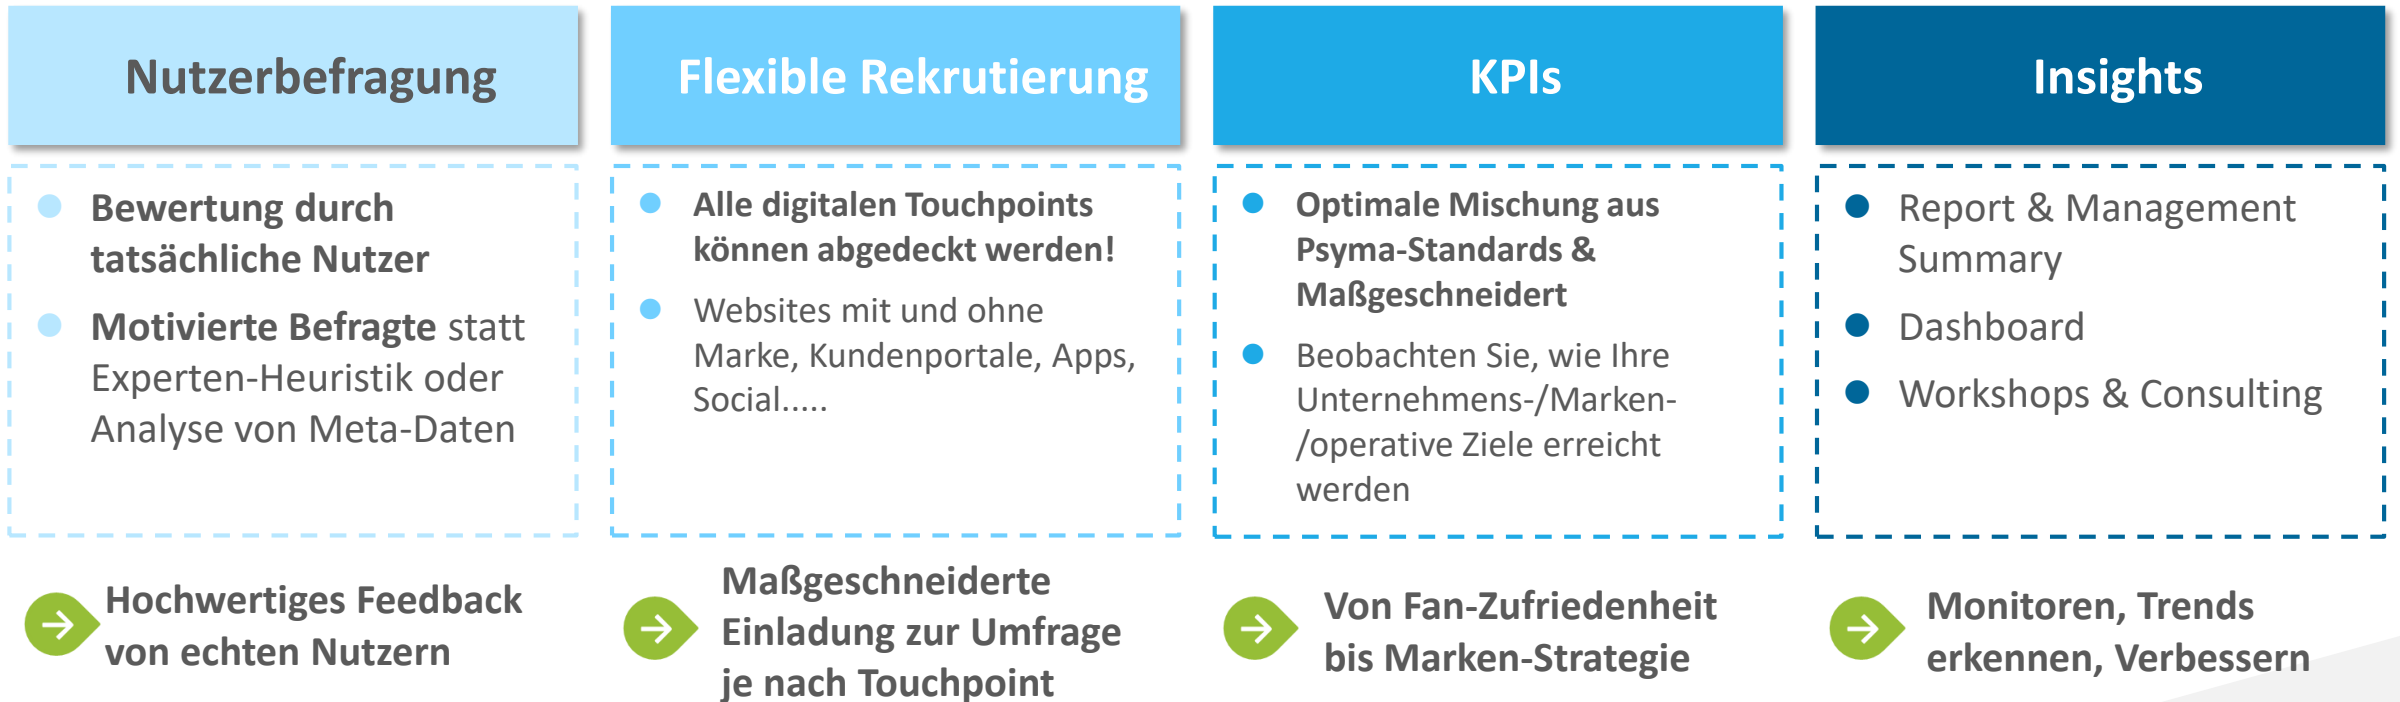 Nutzerbefragung
Bewertung durch
tatsächliche Nutzer
Motivierte Befragte statt
Experten-Heuristik oder
Analyse von Meta-Daten
Hochwertiges Feedback
von echten Nutzern
Flexible Rekrutierung
Alle digitalen Touchpoints
können abgedeckt werden!
Websites mit und ohne
Marke, Kundenportale, Apps,
Social.....
Maßgeschneiderte
Einladung zur Umfrage
je nach Touchpoint
KPIs
Optimale Mischung aus
Psyma-Standards &
Maßgeschneidert
Beobachten Sie, wie Ihre
Unternehmens-/Marken-
/operative Ziele erreicht
werden
Von Fan-Zufriedenheit
bis Marken-Strategie
Insights
Report & Management
Summary
Dashboard
Workshops & Consulting
Monitoren, Trends
erkennen, Verbessern